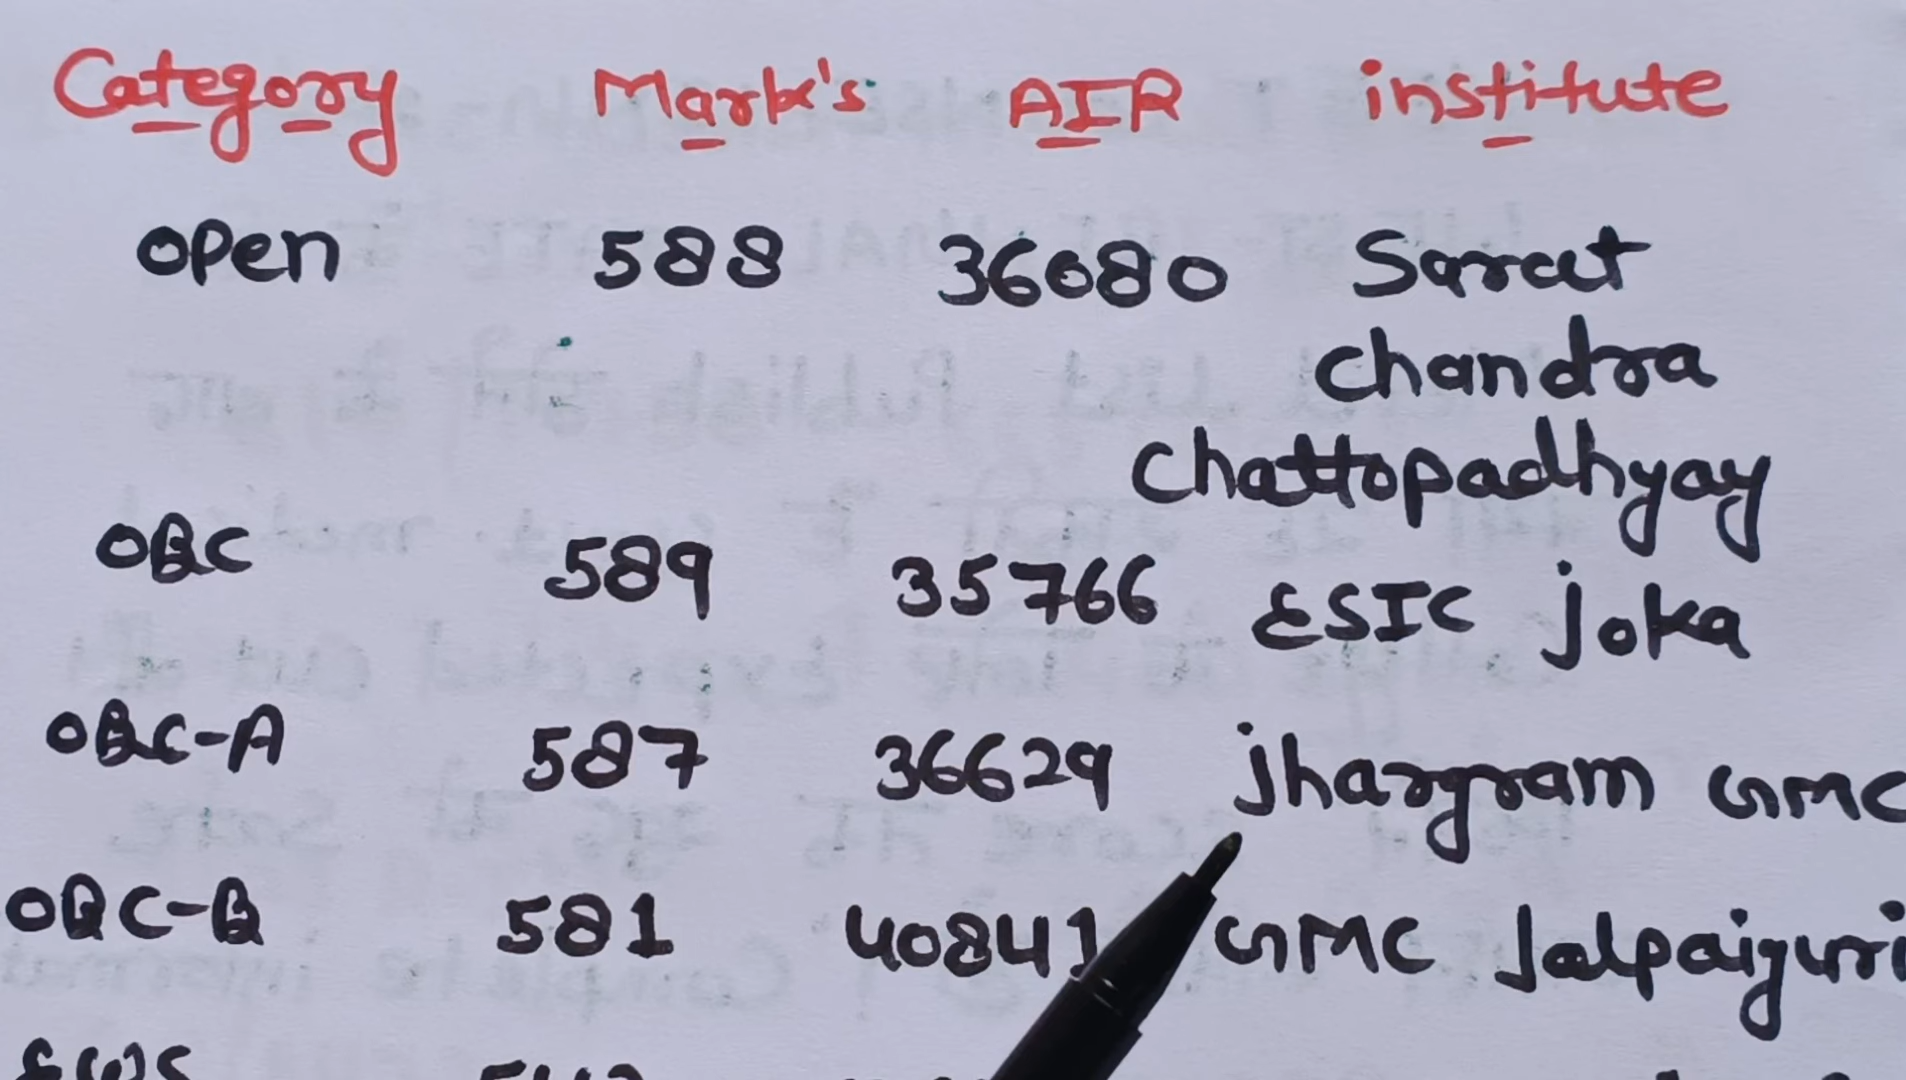 Category Mark's AIR institute
open 588 36080 Sarat
Chandra
Chattopadhyay
OBC 589 35766 ESIC joka
OBC-A 587 36629 jhargram GMC
OBC-B 581 40841 GMC Jalpaiguri
EWS